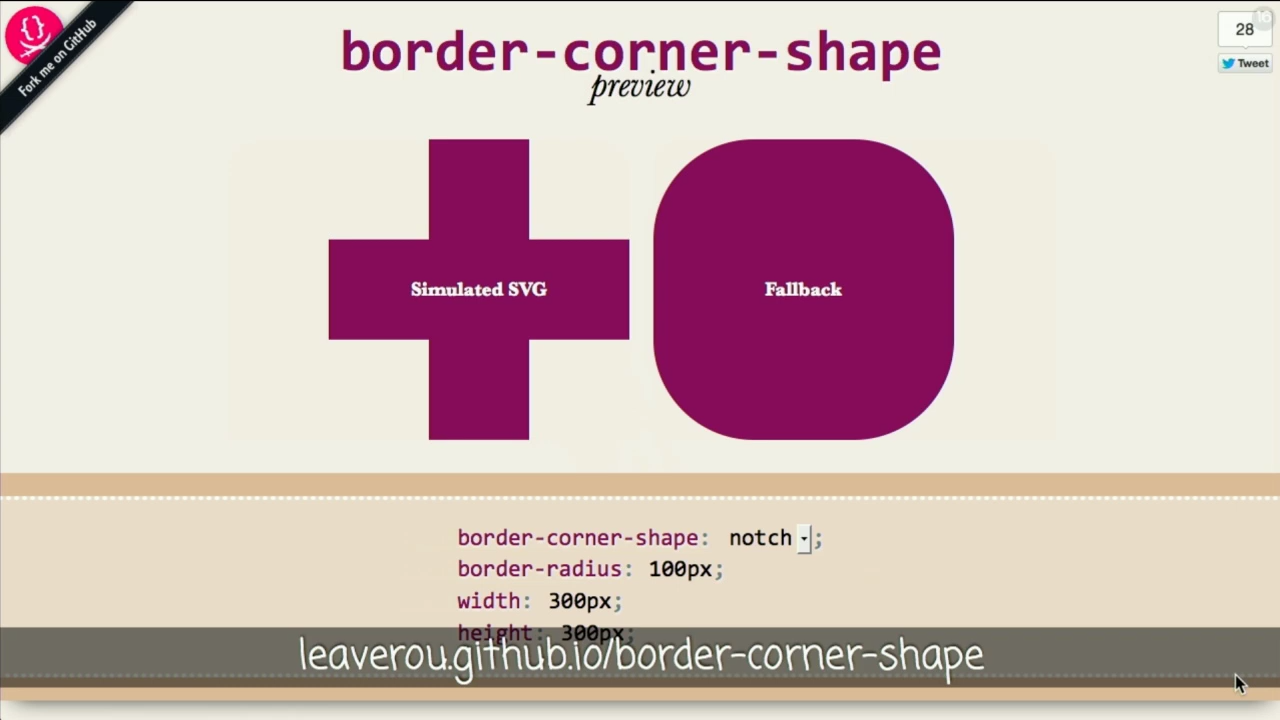 Fork me on GitHub
border-corner-shape
preview
28
16
Tweet
Simulated SVG
Fallback
border-corner-shape: notch;
border-radius: 100px;
width: 300px;
height: 300px;
leaverou.github.io/border-corner-shape